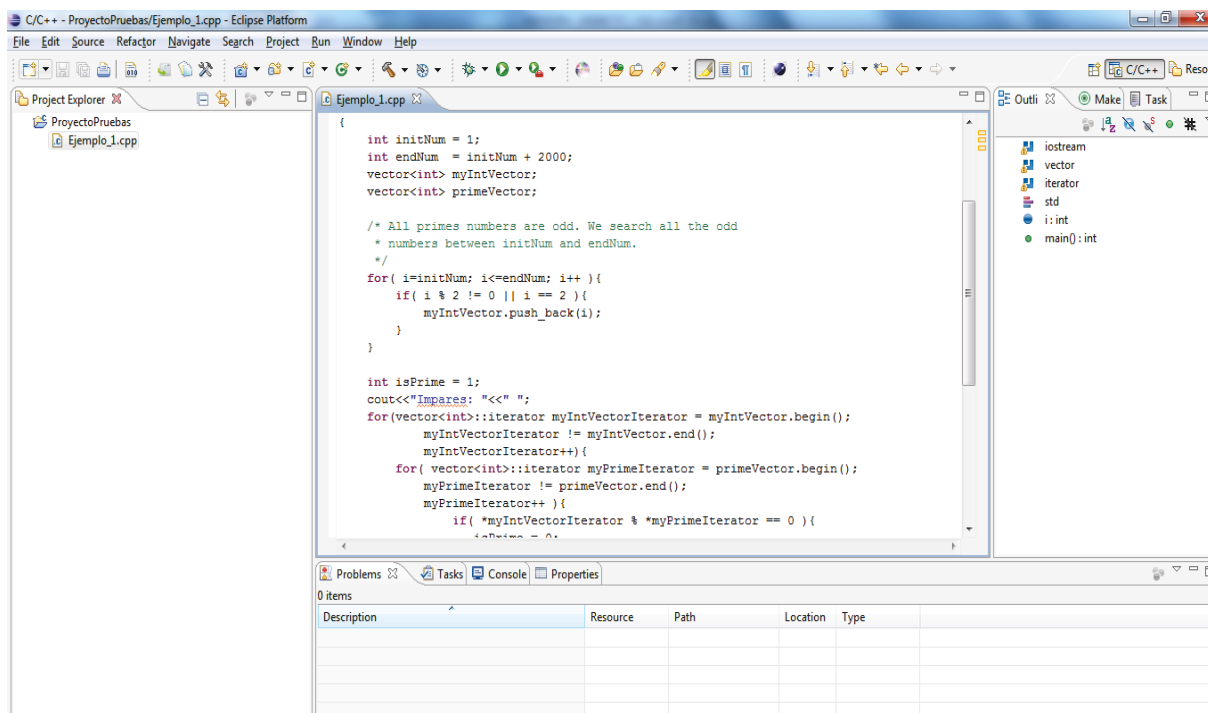 C/C++ - ProyectoPruebas/Ejemplo_1.cpp - Eclipse Platform
File Edit Source Refactor Navigate Search Project Run Window Help
C/C++ Reso
Project Explorer
ProyectoPruebas
Ejemplo_1.cpp
Ejemplo_1.cpp
{
int initNum = 1;
int endNum = initNum + 2000;
vector<int> myIntVector;
vector<int> primeVector;
/* All primes numbers are odd. We search all the odd
* numbers between initNum and endNum.
*/
for( i=initNum; i<=endNum; i++ ){
if( i % 2 != 0 || i == 2 ){
myIntVector.push_back(i);
}
}
int isPrime = 1;
cout<<"Impares: "<<" ";
for(vector<int>::iterator myIntVectorIterator = myIntVector.begin();
myIntVectorIterator != myIntVector.end();
myIntVectorIterator++){
for( vector<int>::iterator myPrimeIterator = primeVector.begin();
myPrimeIterator != primeVector.end();
myPrimeIterator++ ){
if( *myIntVectorIterator % *myPrimeIterator == 0 ){
isPrime = 0;
Outli Make Task
iostream
vector
iterator
std
i : int
main() : int
Problems Tasks Console Properties
0 items
Description Resource Path Location Type